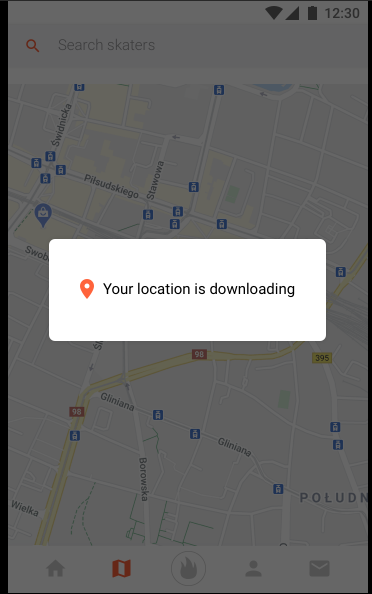 12:30
Search skaters
Świdnicka
Stawowa
Piłsudskiego
Your location is downloading
98
395
98
Gliniana
Gliniana
Borowska
Wielka
POŁUDN